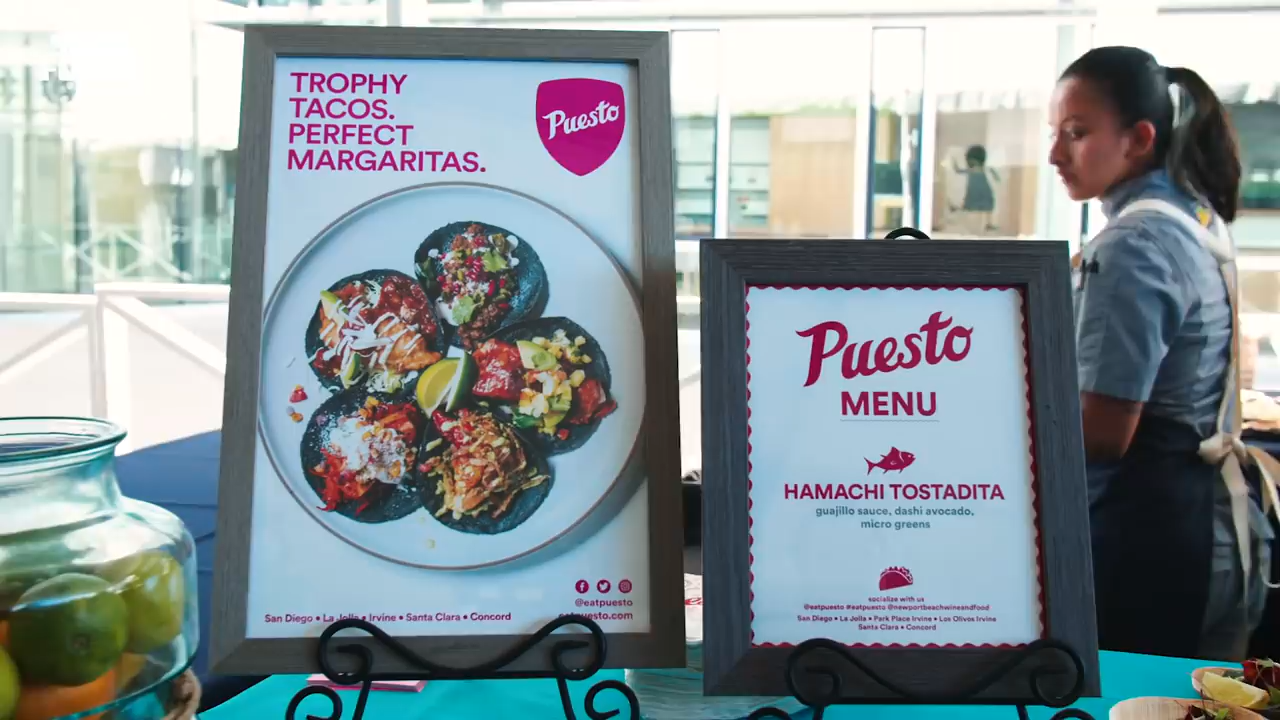 TROPHY
TACOS.
PERFECT
MARGARITAS.
Puesto
@eatpuesto
eatpuesto.com
San Diego • La Jolla • Irvine • Santa Clara • Concord
Puesto
MENU
HAMACHI TOSTADITA
guajillo sauce, dashi avocado,
micro greens
socialize with us
@eatpuesto #eatpuesto @newportbeachwineandfood
San Diego • La Jolla • Park Place Irvine • Los Olivos Irvine
Santa Clara • Concord